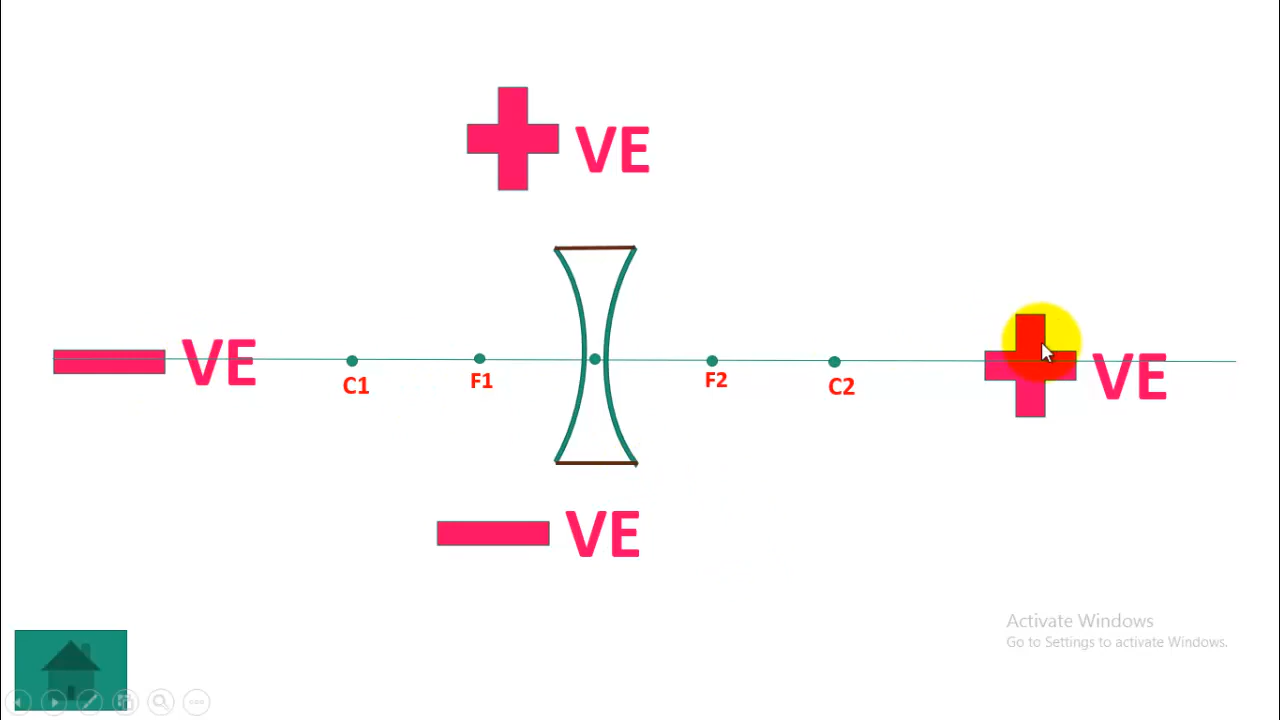 VE
VE
C1
F1
F2
C2
VE
VE
Activate Windows
Go to Settings to activate Windows.